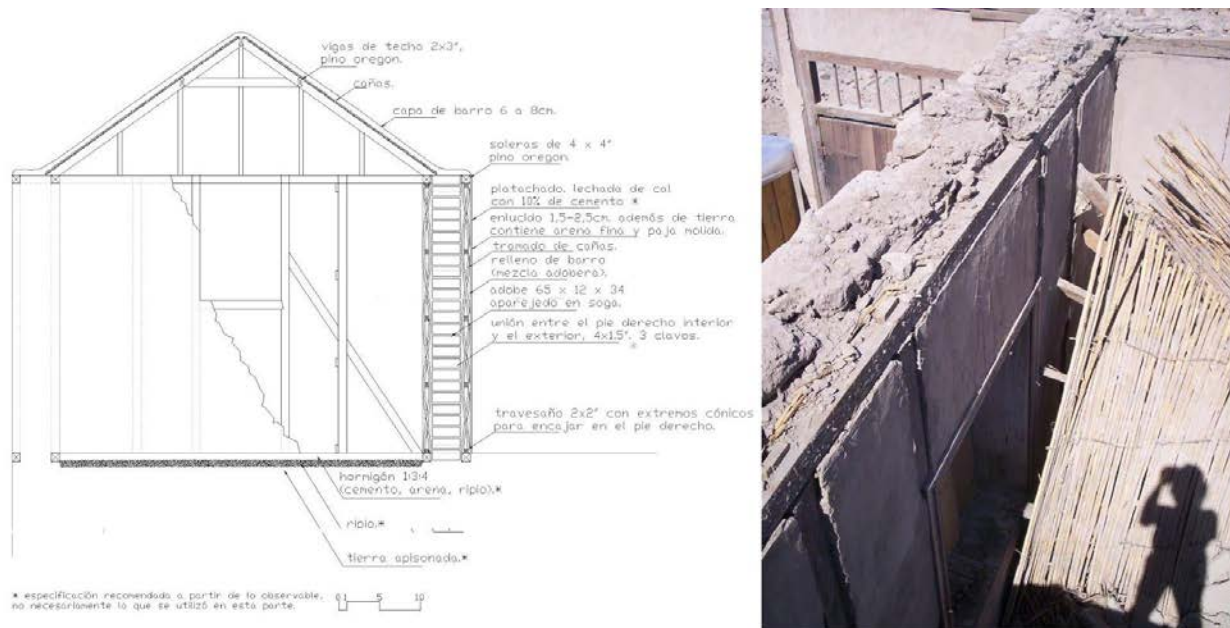 vigas de techo 2x3",
pino oregon.
cañas.
capa de barro 6 a 8cm.
soleras de 4 x 4"
pino oregon.
platachado. lechada de cal
con 10% de cemento *
enlucido 1.5-2.5cm. además de tierra
contiene arena fina y paja molida.
tramado de cañas.
relleno de barro
(mezcla adobera).
adobe 65 x 12 x 34
aparejado en soga.
unión entre el pie derecho interior
y el exterior, 4x1.5". 3 clavos.
*
travesaño 2x2" con extremos cónicos
para encajar en el pie derecho.
hormigón 1:3:4
(cemento, arena, ripio).*
ripio.*
tierra apisonada.*
* especificación recomendada a partir de lo observable,
no necesariamente lo que se utilizó en esta parte.
0 1 5 10